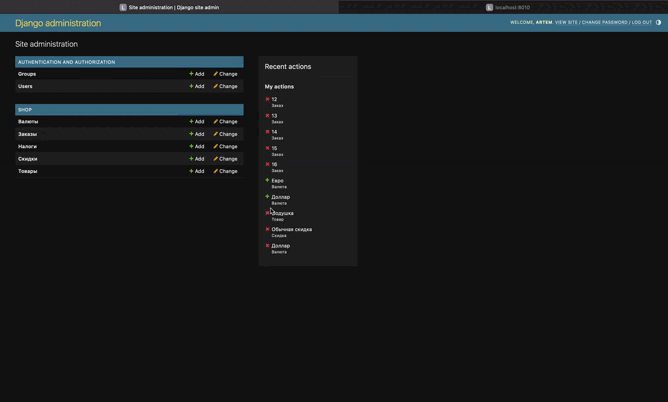 Site administration | Django site admin
localhost:8010
Django administration
WELCOME, ARTEM. VIEW SITE / CHANGE PASSWORD / LOG OUT
Site administration
AUTHENTICATION AND AUTHORIZATION
Groups
Add
Change
Users
Add
Change
SHOP
Валюты
Add
Change
Заказы
Add
Change
Налоги
Add
Change
Скидки
Add
Change
Товары
Add
Change
Recent actions
My actions
12
Заказ
13
Заказ
14
Заказ
15
Заказ
16
Заказ
Евро
Валюта
Доллар
Валюта
Товар
Обычная скидка
Скидка
Доллар
Валюта